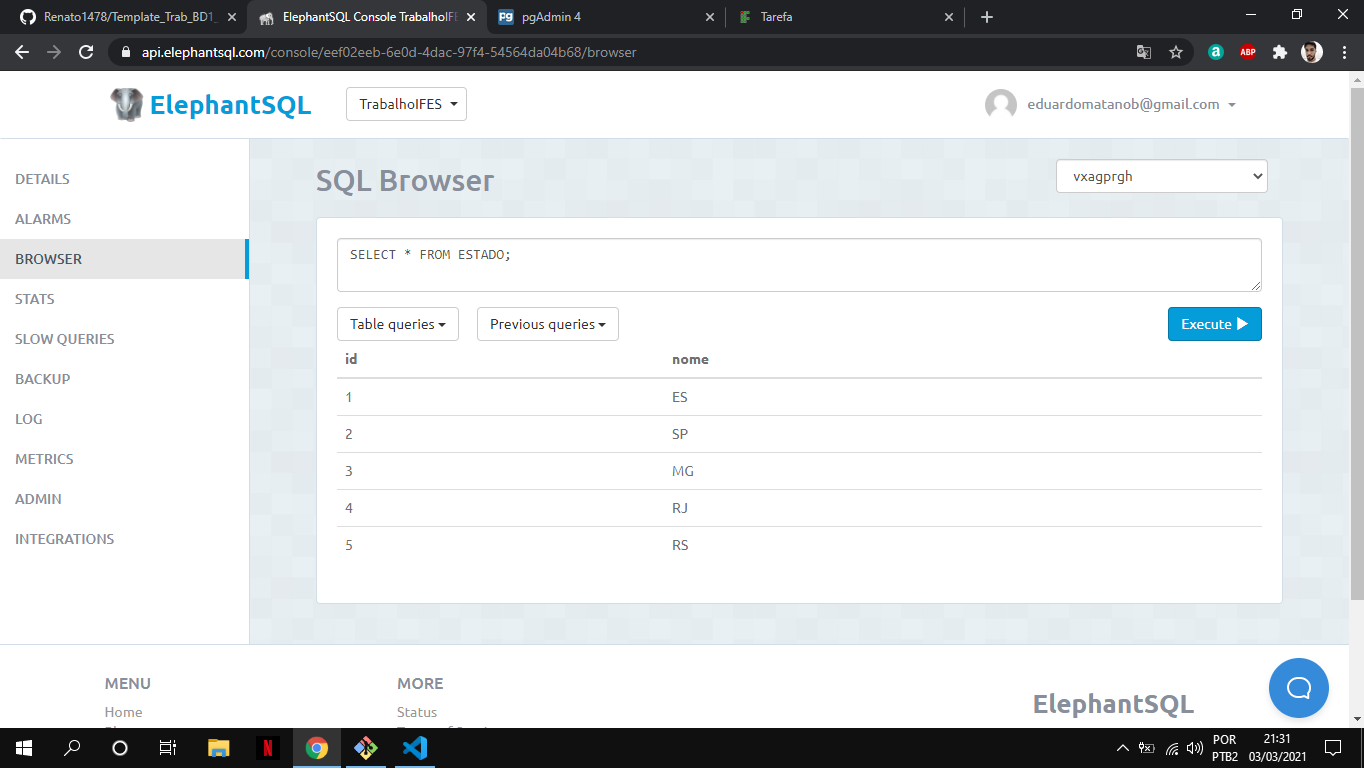 Renato1478/Template_Trab_BD1_
ElephantSQL Console TrabalhoIFE
pgAdmin 4
Tarefa
api.elephantsql.com/console/eef02eeb-6e0d-4dac-97f4-54564da04b68/browser
ABP
ElephantSQL
TrabalhoIFES
eduardomatanob@gmail.com
DETAILS
ALARMS
BROWSER
STATS
SLOW QUERIES
BACKUP
LOG
METRICS
ADMIN
INTEGRATIONS
SQL Browser
vxagprgh
SELECT * FROM ESTADO;
Table queries
Previous queries
Execute
id nome
1 ES
2 SP
3 MG
4 RJ
5 RS
MENU
Home
MORE
Status
ElephantSQL
POR
PTB2
21:31
03/03/2021